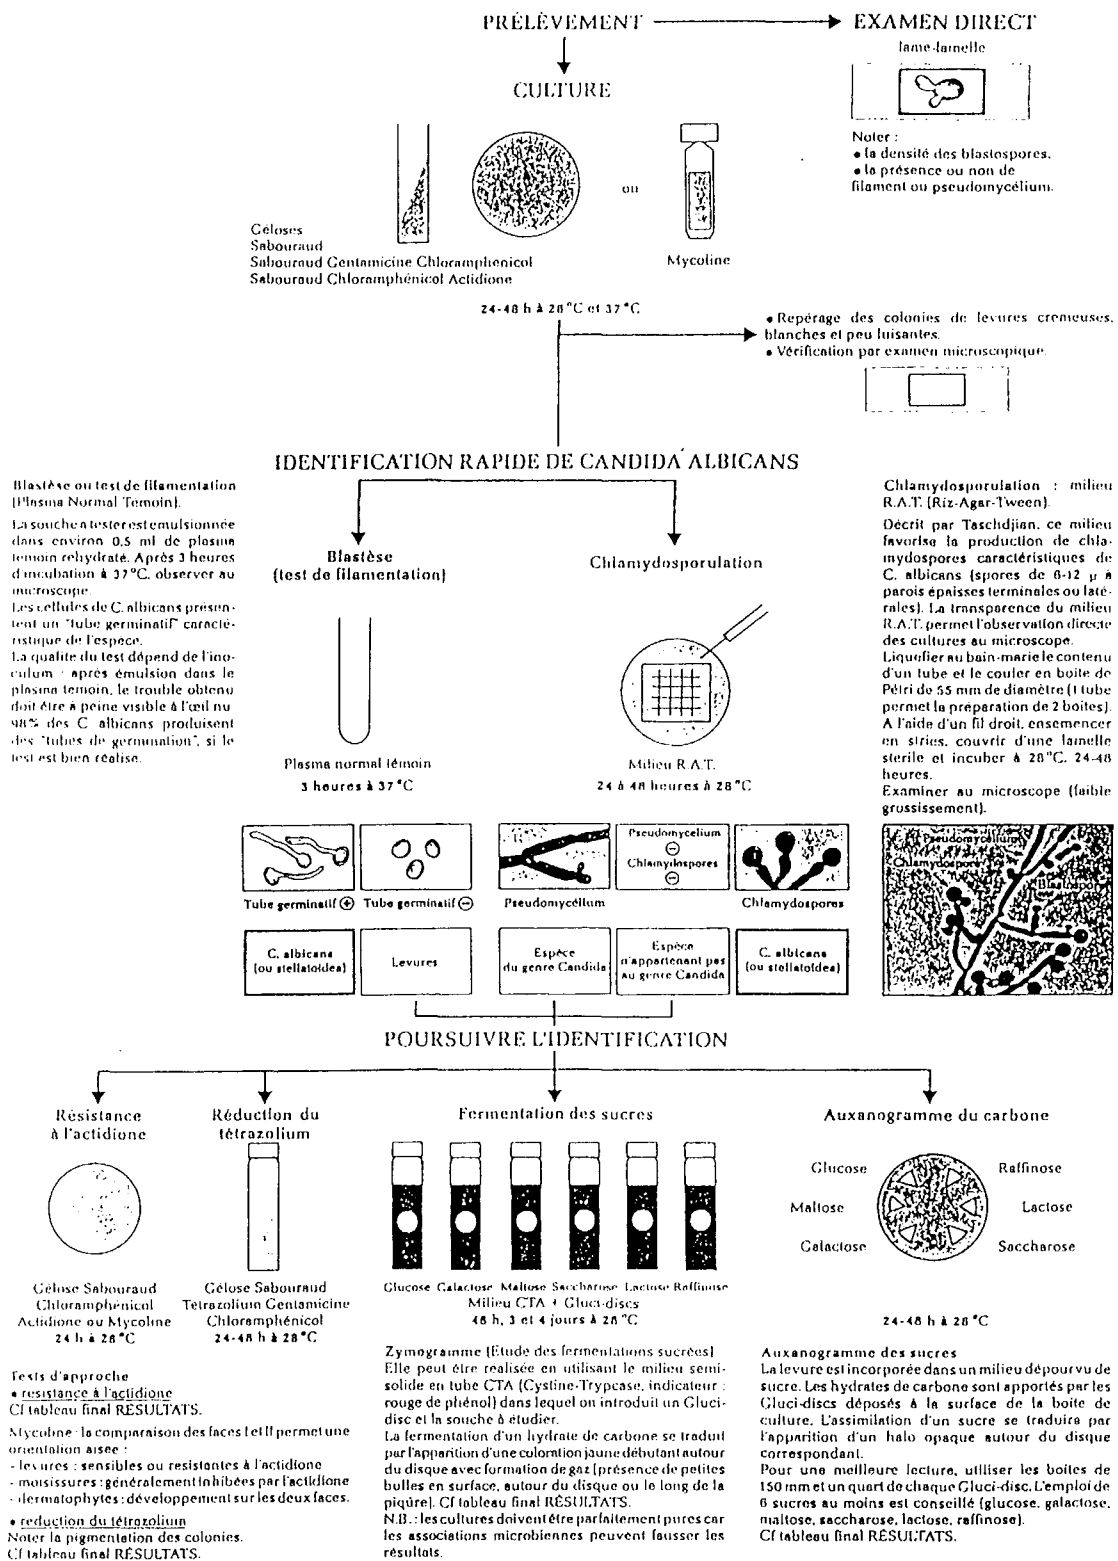 PRÉLÈVEMENT
EXAMEN DIRECT
lame-lamelle
CULTURE
Noter :
• la densité des blastospores,
• la présence ou non de
filament ou pseudomycélium.
ou
Géloses
Sabouraud
Sabouraud Gentamicine Chloramphenicol
Sabouraud Chloramphénicol Actidione
Mycoline
24-48 h à 28 °C et 37 °C
• Repérage des colonies de levures crémeuses,
blanches et peu luisantes.
• Vérification par examen microscopique.
IDENTIFICATION RAPIDE DE CANDIDA ALBICANS
Blastèse ou test de filamentation
(Plasma Normal Témoin).
La souche a tester est emulsionnée
dans environ 0,5 ml de plasma
temoin rehydraté. Après 3 heures
d'incubation à 37°C, observer au
microscope.
Les cellules de C. albicans présen-
tent un "tube germinatif" caracté-
ristique de l'espèce.
La qualite du test dépend de l'ino-
culum : après émulsion dans le
plasma temoin, le trouble obtenu
doit être à peine visible à l'œil nu
98% des C albicans produisent
des "tubes de germination", si le
test est bien réalise.
Blastèse
(test de filamentation)
Plasma normal témoin
3 heures à 37 °C
Chlamydosporulation
Milieu R.A.T.
24 à 48 heures à 28 °C
Chlamydosporulation : milieu
R.A.T. (Riz-Agar-Tween).
Décrit par Taschdjian, ce milieu
favorise la production de chla-
mydospores caractéristiques de
C. albicans (spores de 6-12 µ à
parois épaisses terminales ou laté-
rales). La transparence du milieu
R.A.T. permet l'observation directe
des cultures au microscope.
Liquefier au bain-marie le contenu
d'un tube et le couler en boite de
Pétri de 55 mm de diamètre (1 tube
permet la préparation de 2 boites).
A l'aide d'un fil droit, ensemencer
en stries, couvrir d'une lamelle
sterile et incuber à 28°C, 24-48
heures.
Examiner au microscope (faible
grossissement).
Tube germinatif ⊕
Tube germinatif ⊖
Pseudomycélium
Pseudomycelium
⊖
Chlamydospores
⊖
Chlamydospores
Pseudomycélium
Chlamydospore
Blastospore
C. albicans
(ou stellatoidea)
Levures
Espèce
du genre Candida
Espèce
n'appartenant pas
au genre Candida
C. albicans
(ou stellatoidea)
POURSUIVRE L'IDENTIFICATION
Résistance
à l'actidione
Gélose Sabouraud
Chloramphénicol
Actidione ou Mycoline
24 h à 28 °C
Réduction du
tétrazolium
Gélose Sabouraud
Tetrazolium Gentamicine
Chloramphénicol
24-48 h à 28°C
Fermentation des sucres
Glucose Galactose Maltose Saccharose Lactose Raffinose
Milieu CTA + Gluci-discs
48 h, 3 et 4 jours à 28 °C
Auxanogramme du carbone
Glucose
Raffinose
Maltose
Lactose
Galactose
Saccharose
24-48 h à 28 °C
Tests d'approche
• resistance à l'actidione
Cf tableau final RÉSULTATS.
Mycoline : la comparaison des faces I et II permet une
orientation aisee :
- levures : sensibles ou resistantes à l'actidione
- moisissures : généralement inhibées par l'actidione
- dermatophytes : développement sur les deux faces.
• reduction du tétrazolium
Noter la pigmentation des colonies.
Cf tableau final RÉSULTATS.
Zymogramme (Etude des fermentations sucrées)
Elle peut être realisée en utilisant le milieu semi-
solide en tube CTA (Cystine-Trypcase, indicateur :
rouge de phénol) dans lequel on introduit un Gluci-
disc et la souche à étudier.
La fermentation d'un hydrate de carbone se traduit
par l'apparition d'une coloration jaune débutant autour
du disque avec formation de gaz (présence de petites
bulles en surface, autour du disque ou le long de la
piqûre). Cf tableau final RÉSULTATS.
N.B. : les cultures doivent être parfaitement pures car
les associations microbiennes peuvent fausser les
résultats.
Auxanogramme des sucres
La levure est incorporée dans un milieu dépourvu de
sucre. Les hydrates de carbone sont apportés par les
Gluci-discs déposés à la surface de la boite de
culture. L'assimilation d'un sucre se traduira par
l'apparition d'un halo opaque autour du disque
correspondant.
Pour une meilleure lecture, utiliser les boites de
150 mm et un quart de chaque Gluci-disc. L'emploi de
6 sucres au moins est conseillé (glucose, galactose,
maltose, saccharose, lactose, raffinose).
Cf tableau final RÉSULTATS.